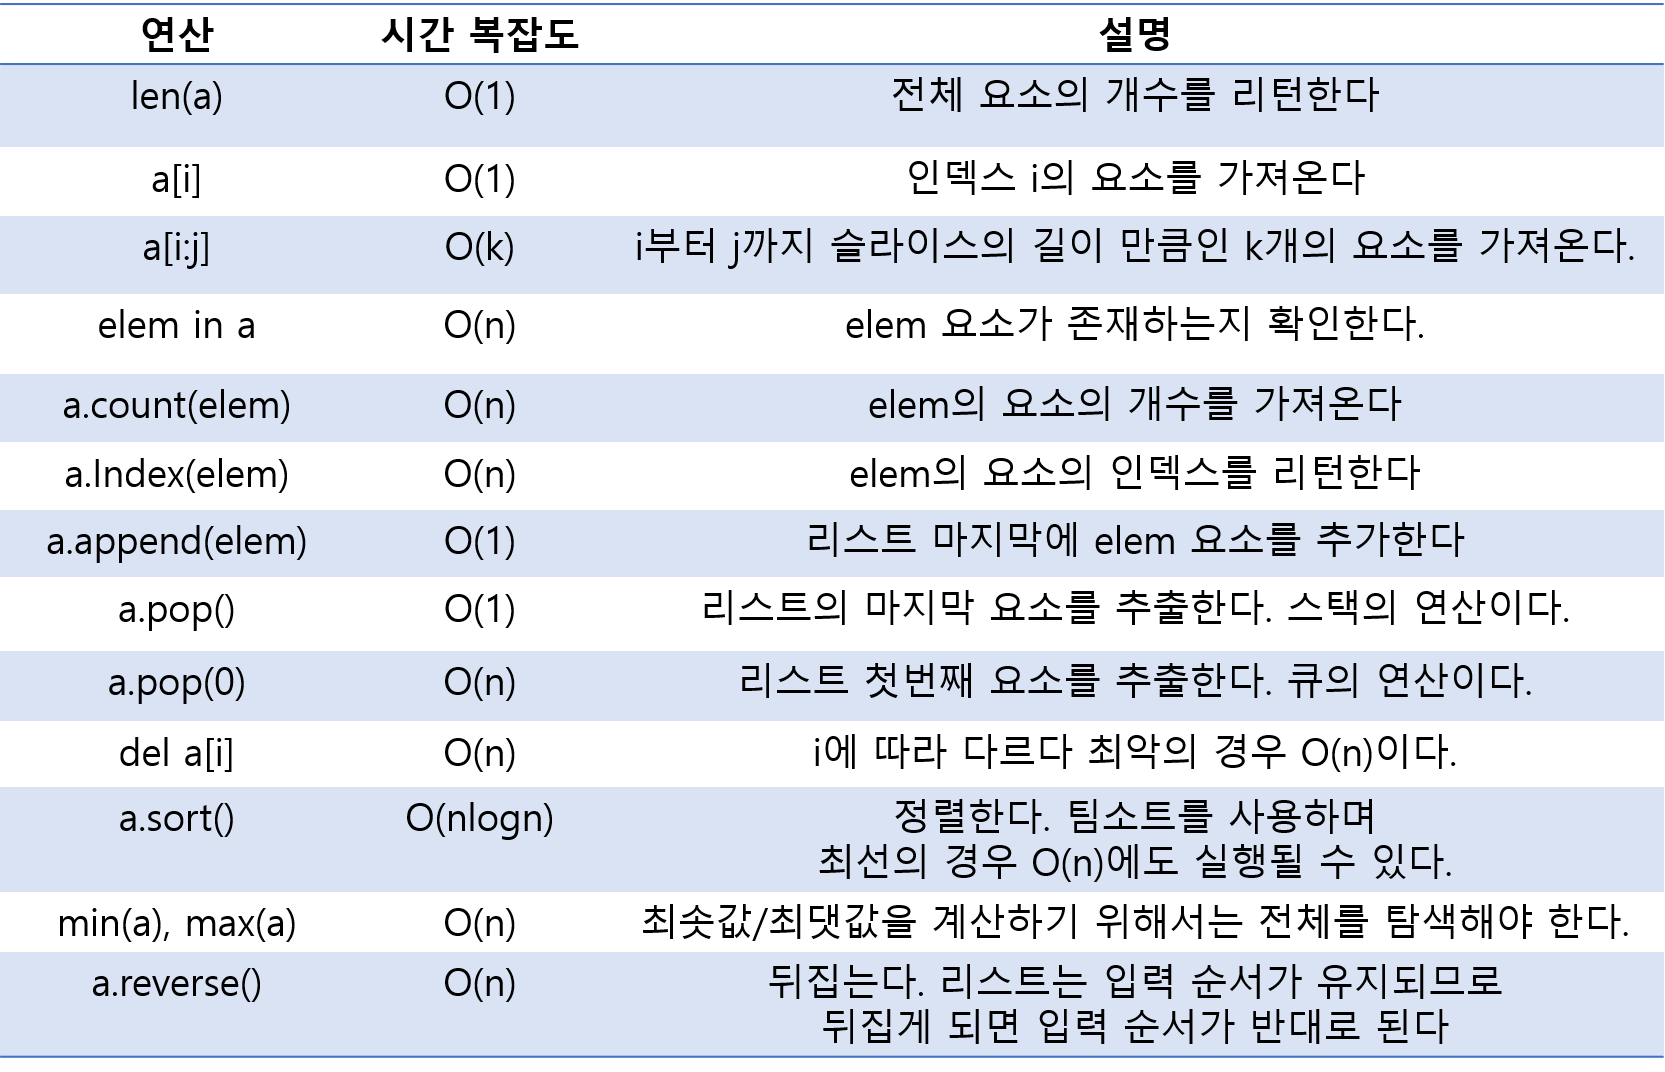 연산 시간 복잡도 설명
len(a) O(1) 전체 요소의 개수를 리턴한다
a[i] O(1) 인덱스 i의 요소를 가져온다
a[i:j] O(k) i부터 j까지 슬라이스의 길이 만큼인 k개의 요소를 가져온다.
elem in a O(n) elem 요소가 존재하는지 확인한다.
a.count(elem) O(n) elem의 요소의 개수를 가져온다
a.Index(elem) O(n) elem의 요소의 인덱스를 리턴한다
a.append(elem) O(1) 리스트 마지막에 elem 요소를 추가한다
a.pop() O(1) 리스트의 마지막 요소를 추출한다. 스택의 연산이다.
a.pop(0) O(n) 리스트 첫번째 요소를 추출한다. 큐의 연산이다.
del a[i] O(n) i에 따라 다르다 최악의 경우 O(n)이다.
a.sort() O(nlogn) 정렬한다. 팀소트를 사용하며
최선의 경우 O(n)에도 실행될 수 있다.
min(a), max(a) O(n) 최솟값/최댓값을 계산하기 위해서는 전체를 탐색해야 한다.
a.reverse() O(n) 뒤집는다. 리스트는 입력 순서가 유지되므로
뒤집게 되면 입력 순서가 반대로 된다